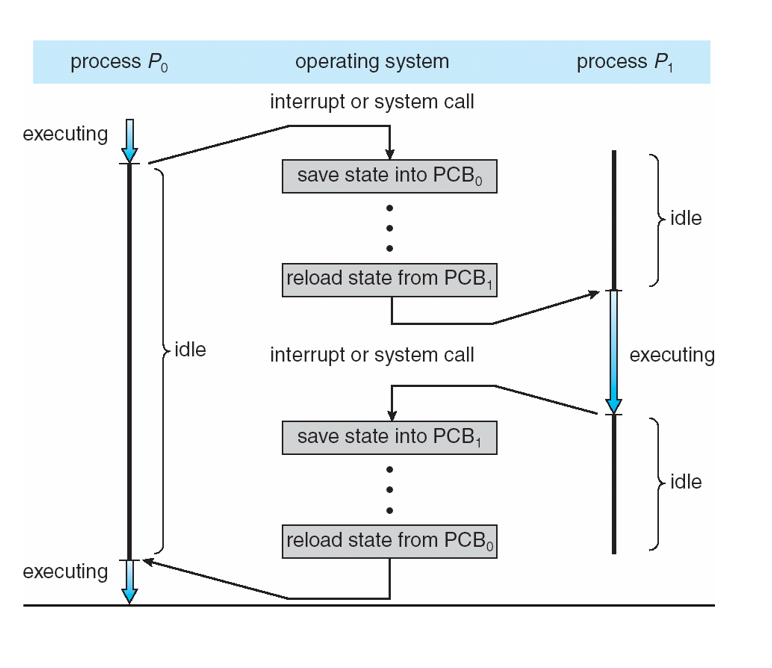 process P₀ operating system process P₁
interrupt or system call
executing
save state into PCB₀
idle
reload state from PCB₁
idle
interrupt or system call
executing
save state into PCB₁
idle
reload state from PCB₀
executing